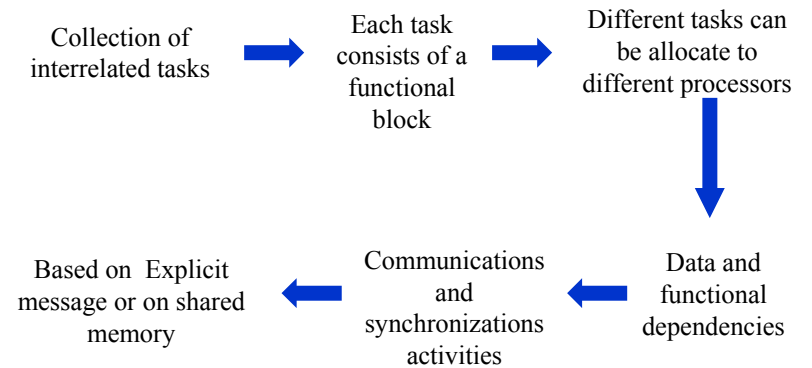 Collection of
interrelated tasks
Each task
consists of a
functional
block
Different tasks can
be allocate to
different processors
Data and
functional
dependencies
Communications
and
synchronizations
activities
Based on Explicit
message or on shared
memory